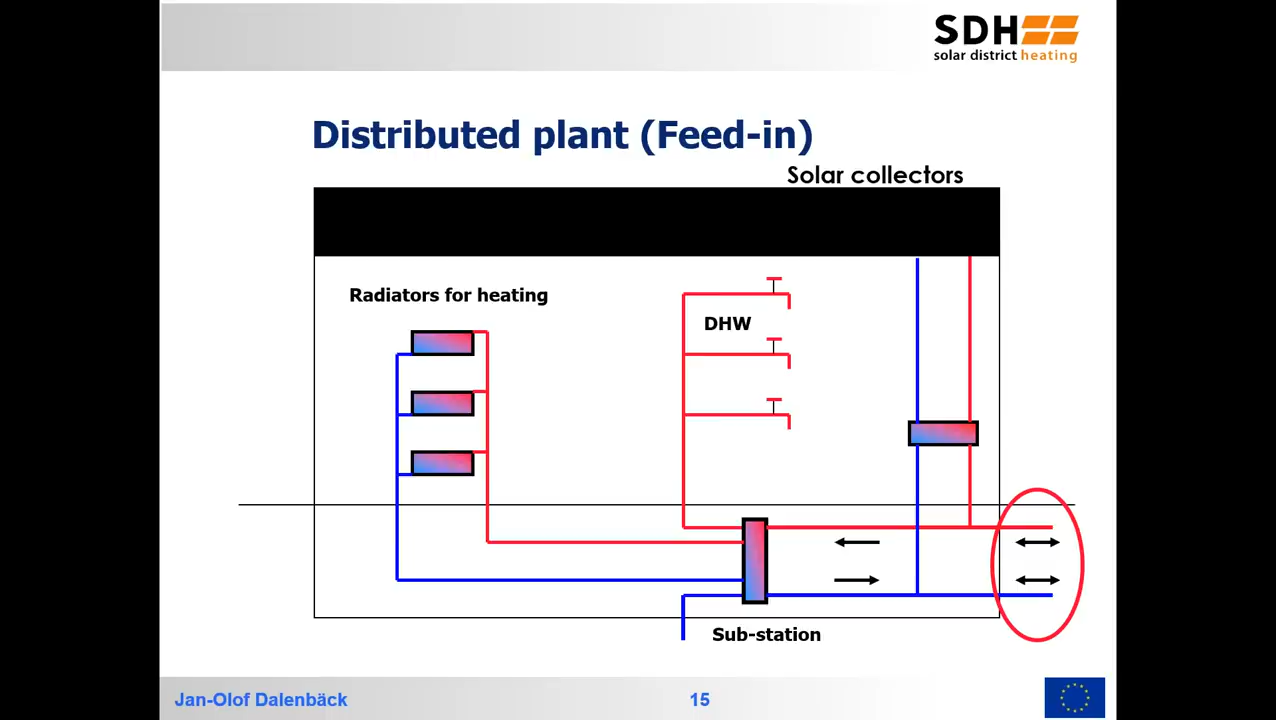 SDH
solar district heating
Distributed plant (Feed-in)
Solar collectors
Radiators for heating
DHW
Sub-station
Jan-Olof Dalenbäck
15